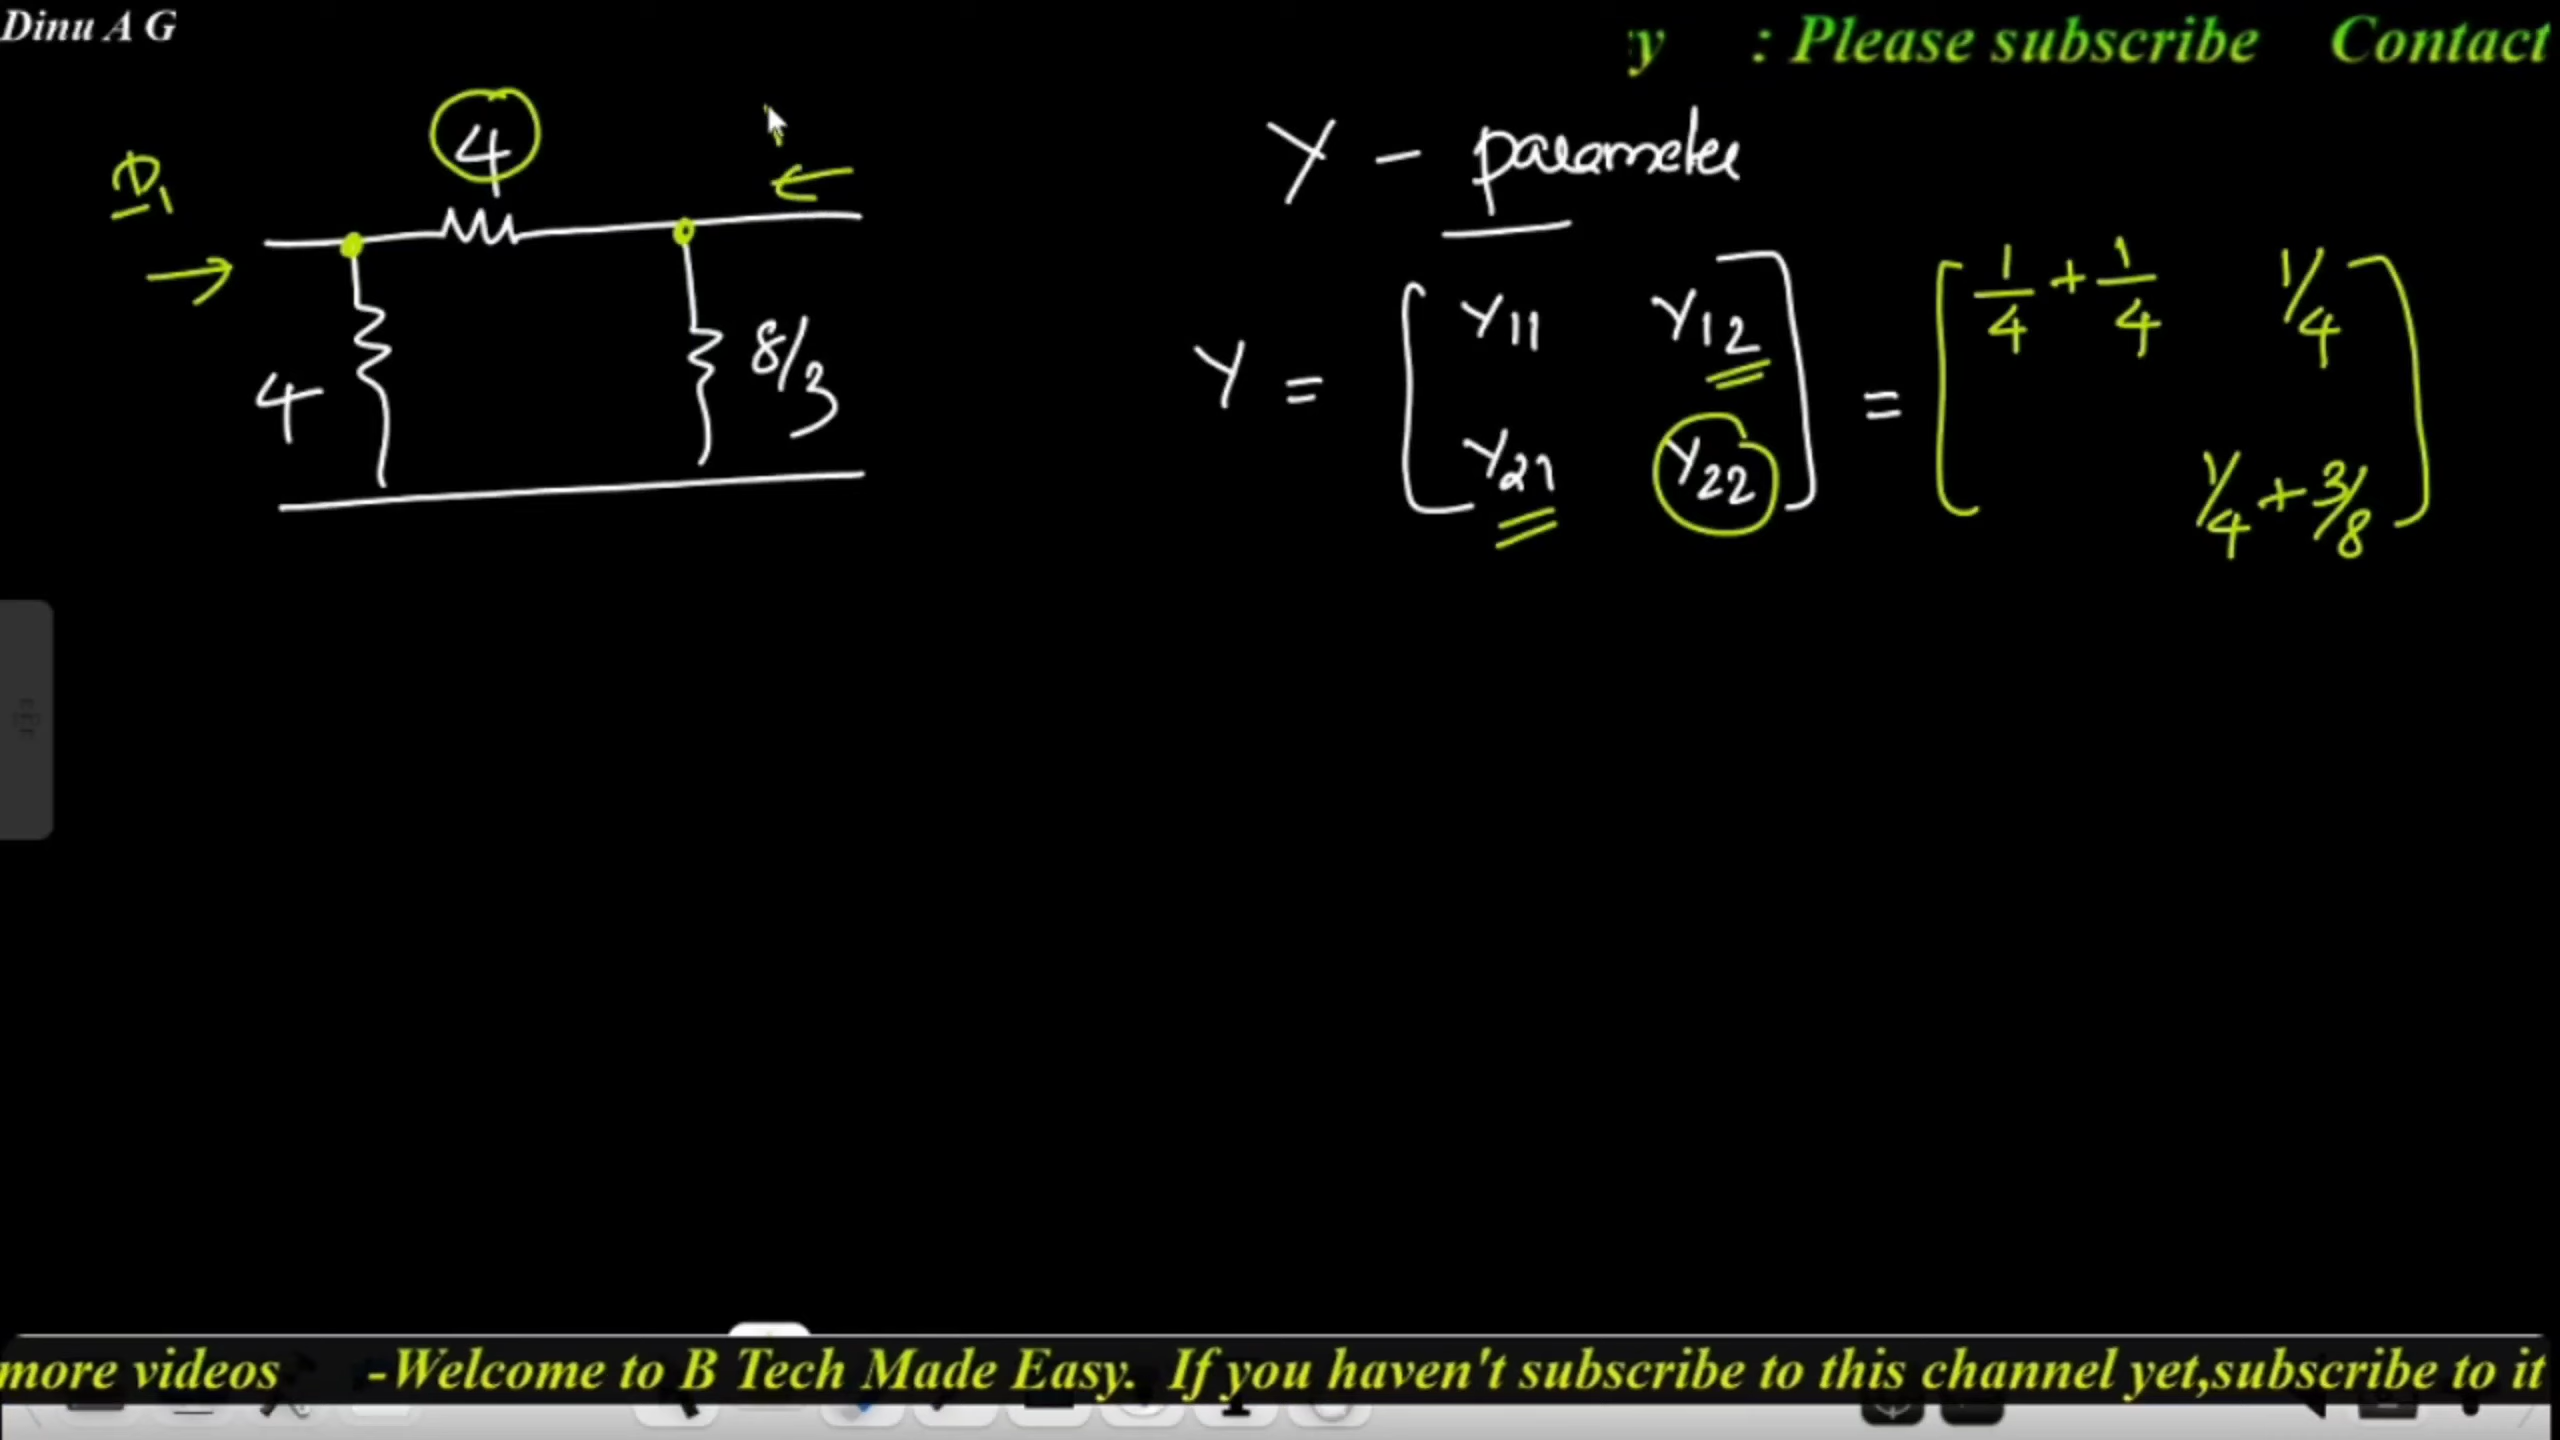 Dinu A G
y : Please subscribe Contact
4
I₁
4
8/3
Y - parameter
Y = [ Y11 Y12 ] = [ 1/4 + 1/4 1/4 ]
[ Y21 Y22 ] [ 1/4 + 3/8 ]
more videos -Welcome to B Tech Made Easy. If you haven't subscribe to this channel yet,subscribe to it